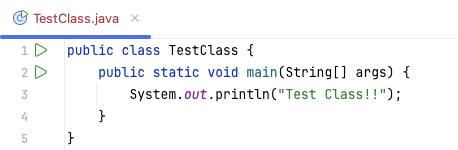 TestClass.java
1 public class TestClass {
2     public static void main(String[] args) {
3         System.out.println("Test Class!!");
4     }
5 }